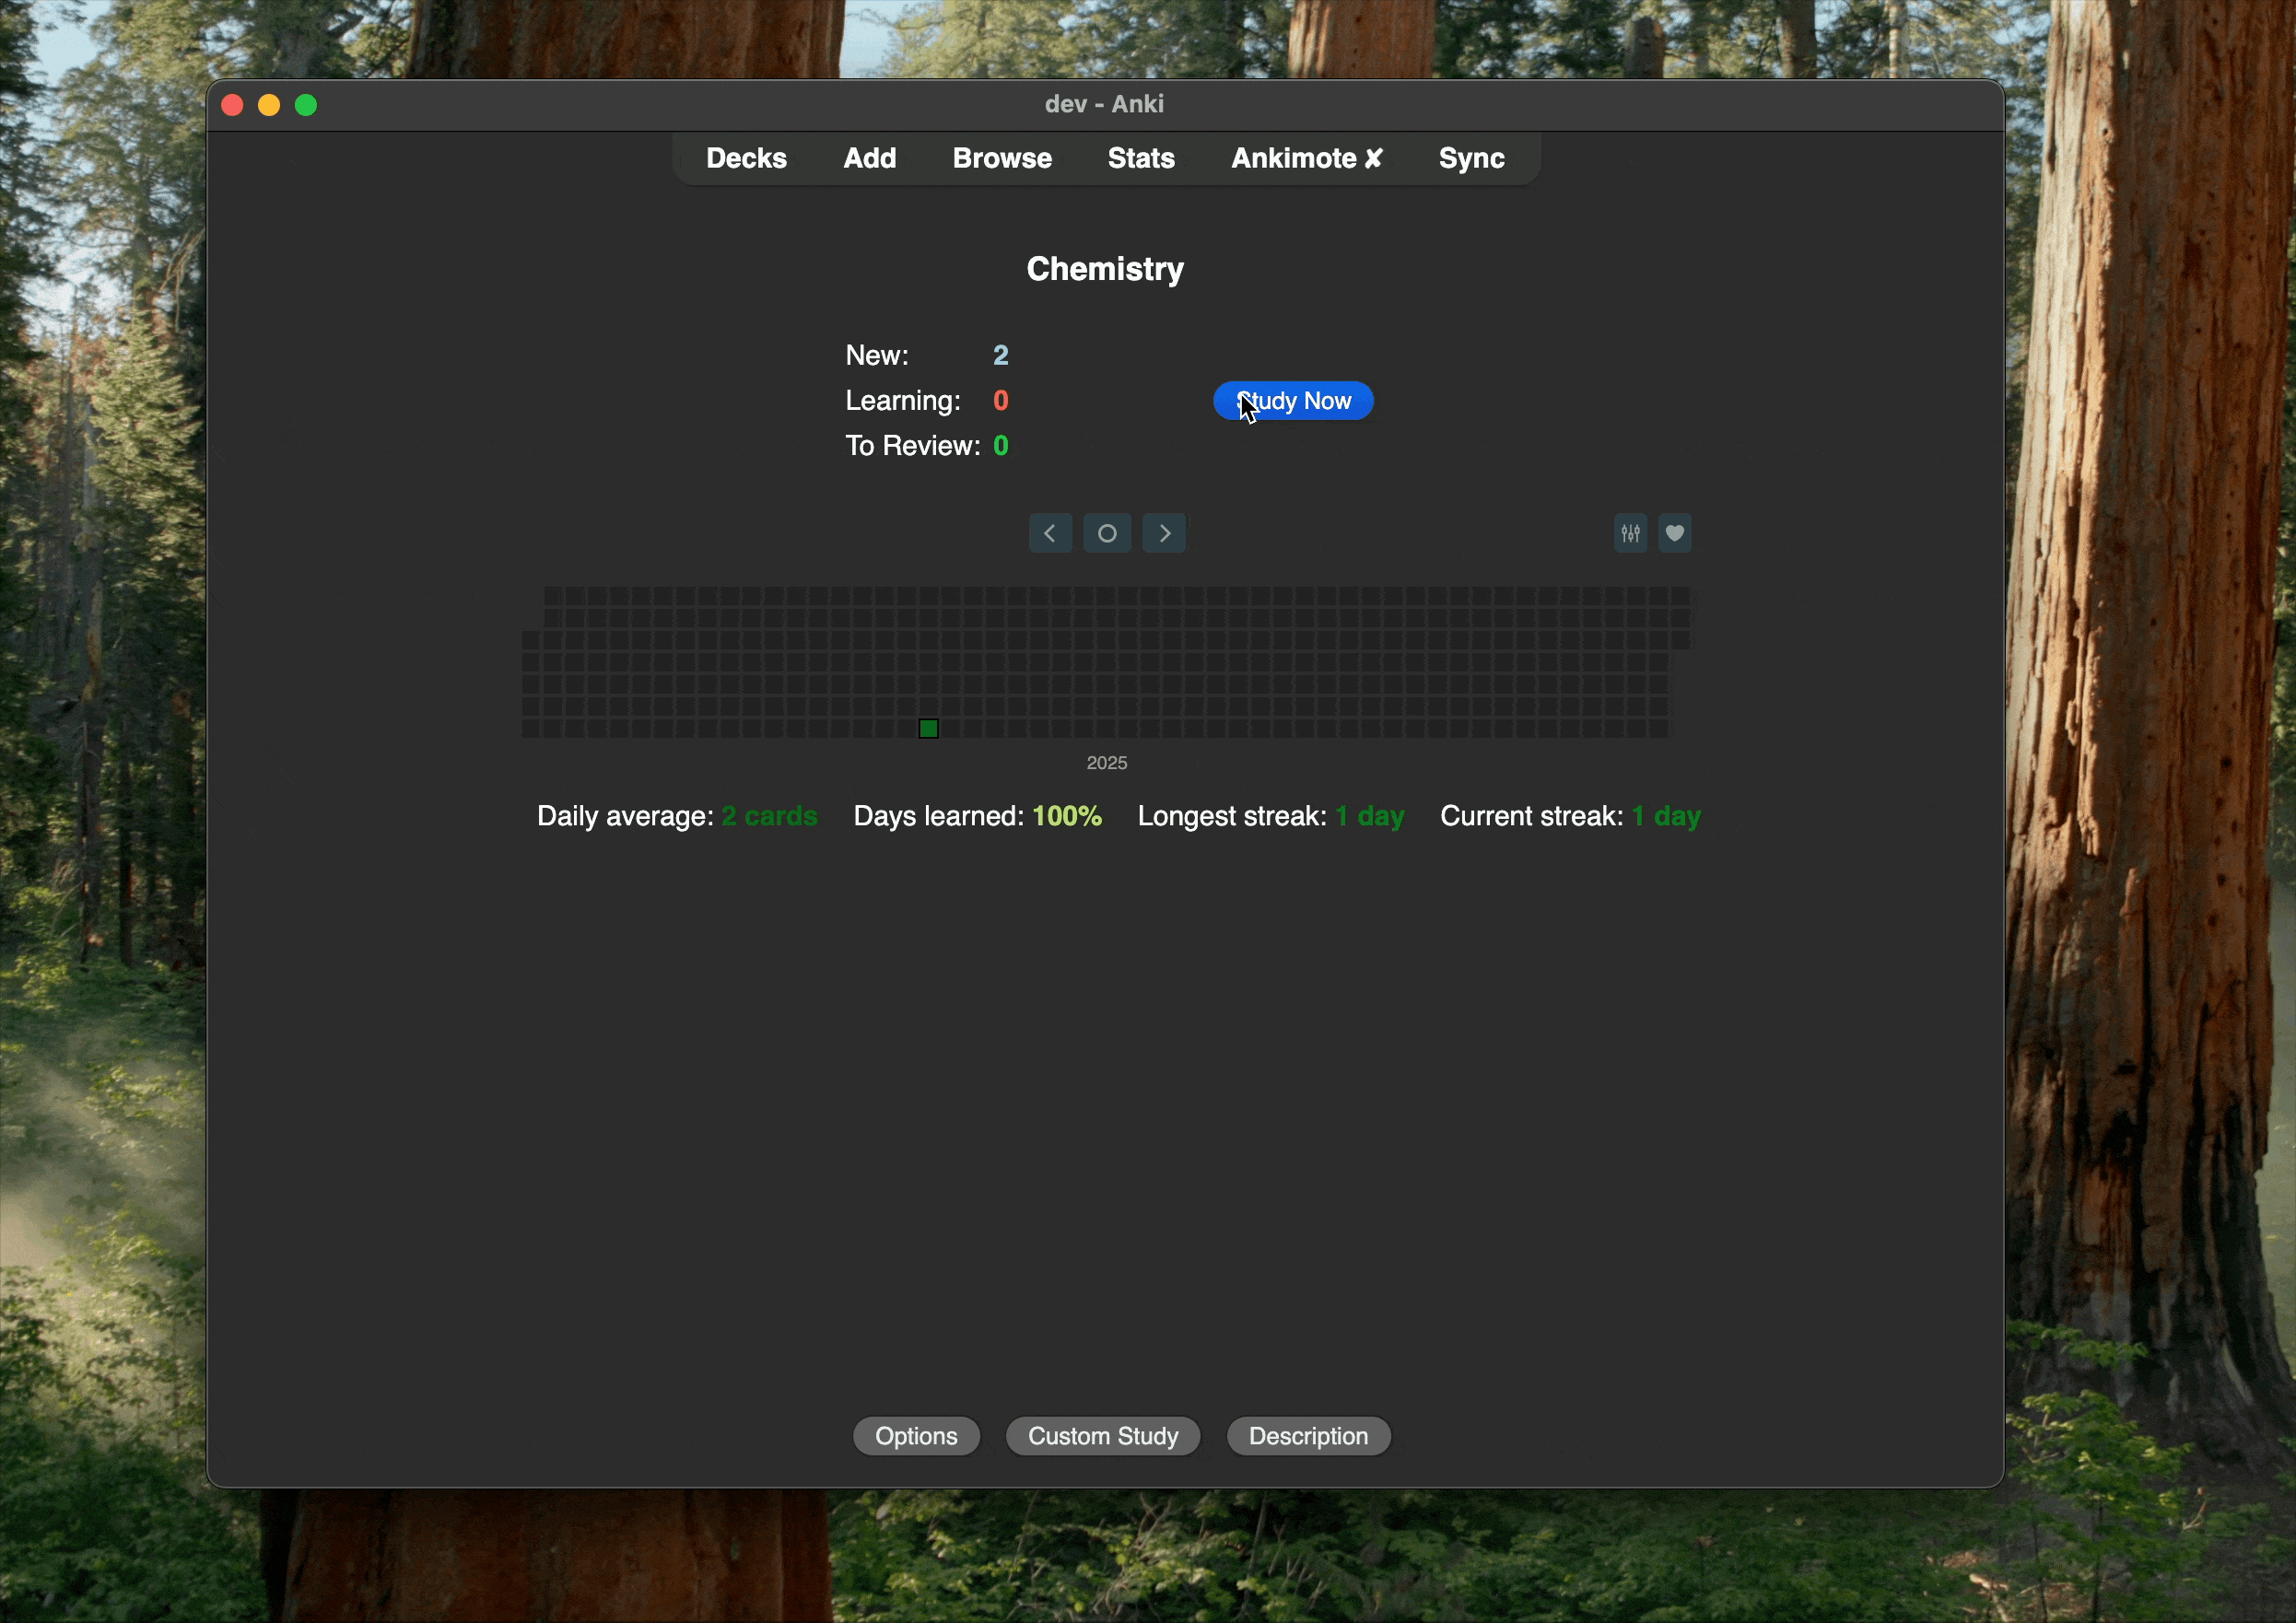 dev - Anki
Decks Add Browse Stats Ankimote ✘ Sync
Chemistry
New: 2
Learning: 0
Study Now
To Review: 0
2025
Daily average: 2 cards Days learned: 100% Longest streak: 1 day Current streak: 1 day
Options Custom Study Description